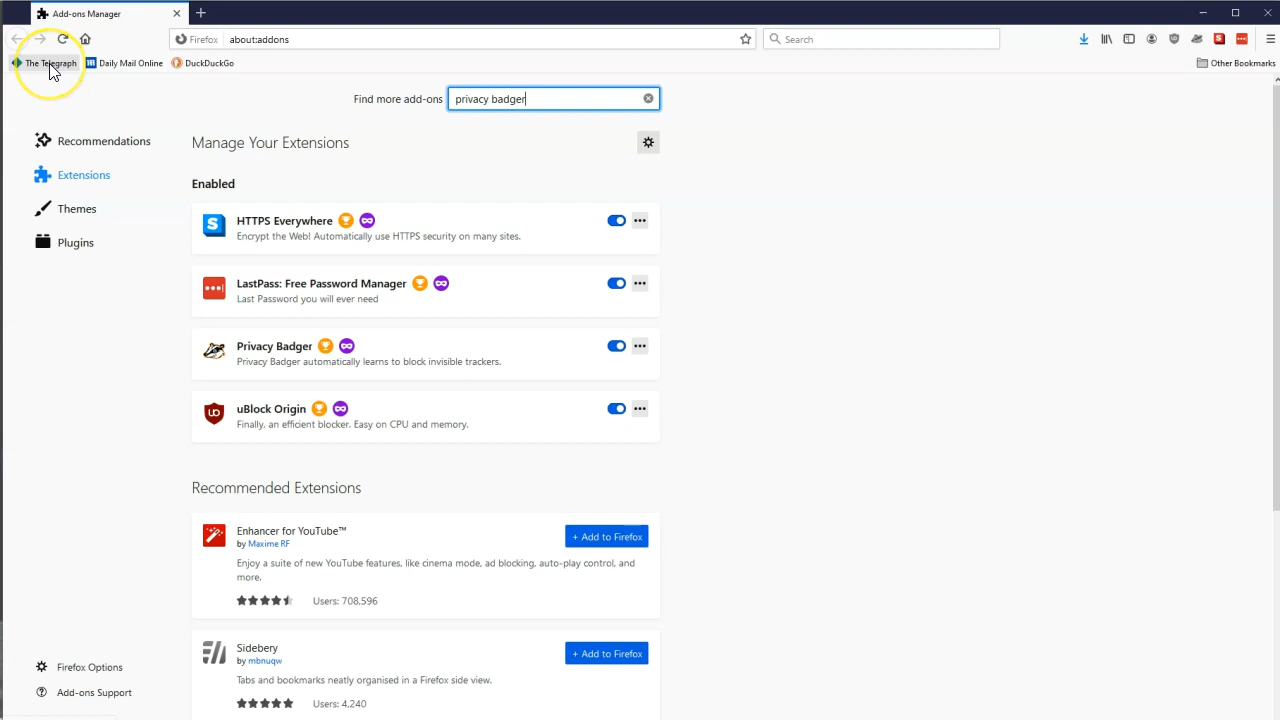 Add-ons Manager
Firefox about:addons
Search
The Telegraph
Daily Mail Online
DuckDuckGo
Other Bookmarks
Find more add-ons privacy badger
Recommendations
Extensions
Themes
Plugins
Manage Your Extensions
Enabled
HTTPS Everywhere
Encrypt the Web! Automatically use HTTPS security on many sites.
LastPass: Free Password Manager
Last Password you will ever need
Privacy Badger
Privacy Badger automatically learns to block invisible trackers.
uBlock Origin
Finally, an efficient blocker. Easy on CPU and memory.
Recommended Extensions
Enhancer for YouTube™
by Maxime RF
+ Add to Firefox
Enjoy a suite of new YouTube features, like cinema mode, ad blocking, auto-play control, and
more.
Users: 708,596
Sidebery
by mbnuqw
+ Add to Firefox
Tabs and bookmarks neatly organised in a Firefox side view.
Users: 4,240
Firefox Options
Add-ons Support